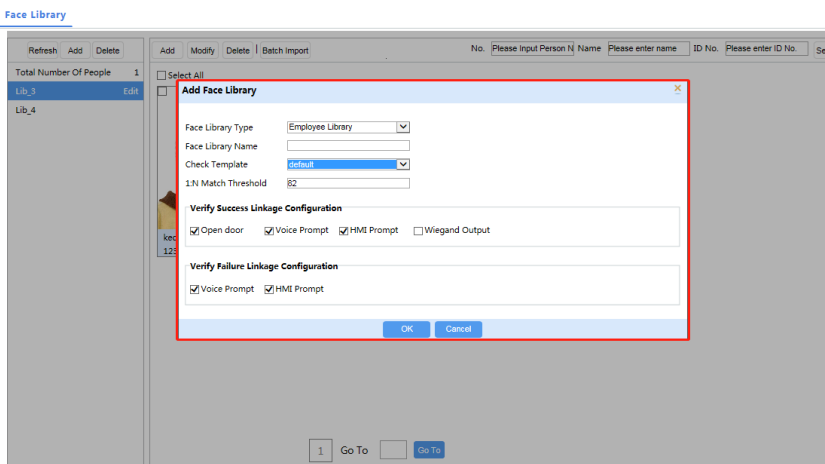 Face Library
Refresh Add Delete
Add Modify Delete | Batch Import
No. Please Input Person N Name Please enter name ID No. Please enter ID No. Se
Total Number Of People 1
Select All
Lib_3 Edit
Lib_4
Add Face Library
Face Library Type Employee Library
Face Library Name
Check Template default
1:N Match Threshold 82
Verify Success Linkage Configuration
Open door Voice Prompt HMI Prompt Wiegand Output
Verify Failure Linkage Configuration
Voice Prompt HMI Prompt
OK Cancel
ked
123
1 Go To Go To